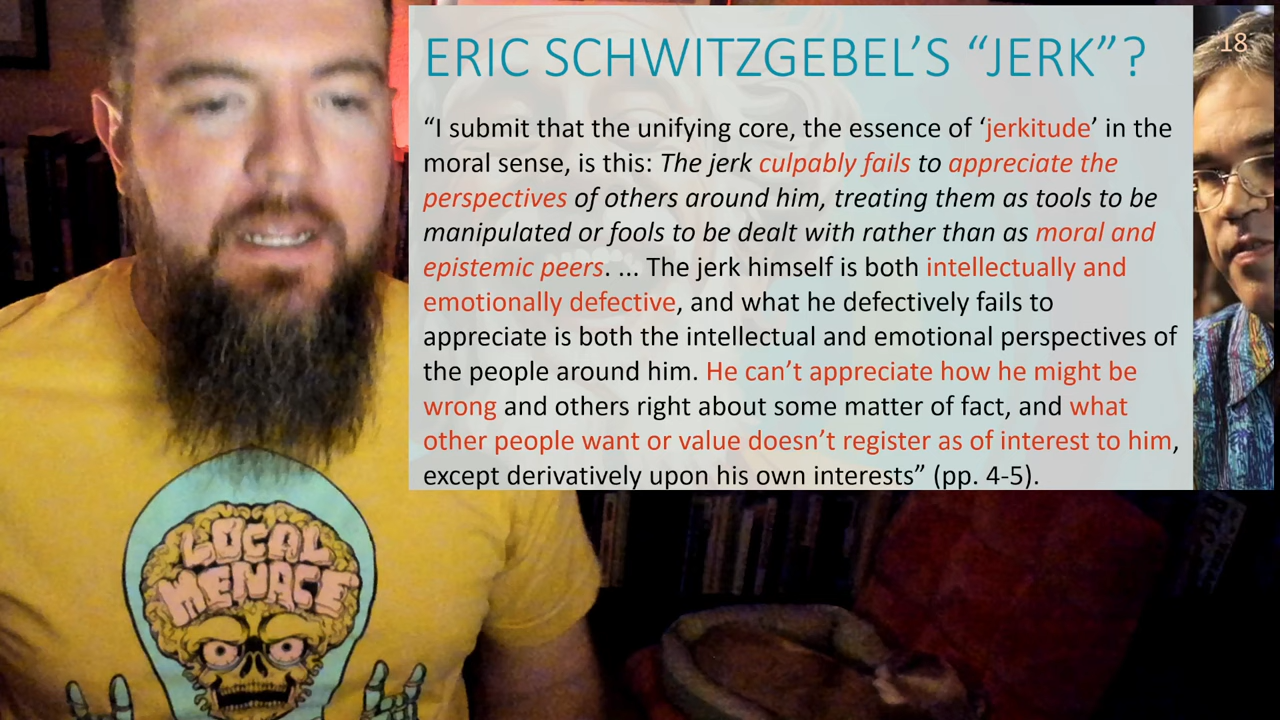 18
ERIC SCHWITZGEBEL’S “JERK”?
“I submit that the unifying core, the essence of ‘jerkitude’ in the
moral sense, is this: The jerk culpably fails to appreciate the
perspectives of others around him, treating them as tools to be
manipulated or fools to be dealt with rather than as moral and
epistemic peers. ... The jerk himself is both intellectually and
emotionally defective, and what he defectively fails to
appreciate is both the intellectual and emotional perspectives of
the people around him. He can’t appreciate how he might be
wrong and others right about some matter of fact, and what
other people want or value doesn’t register as of interest to him,
except derivatively upon his own interests” (pp. 4-5).
LOCAL
MENACE